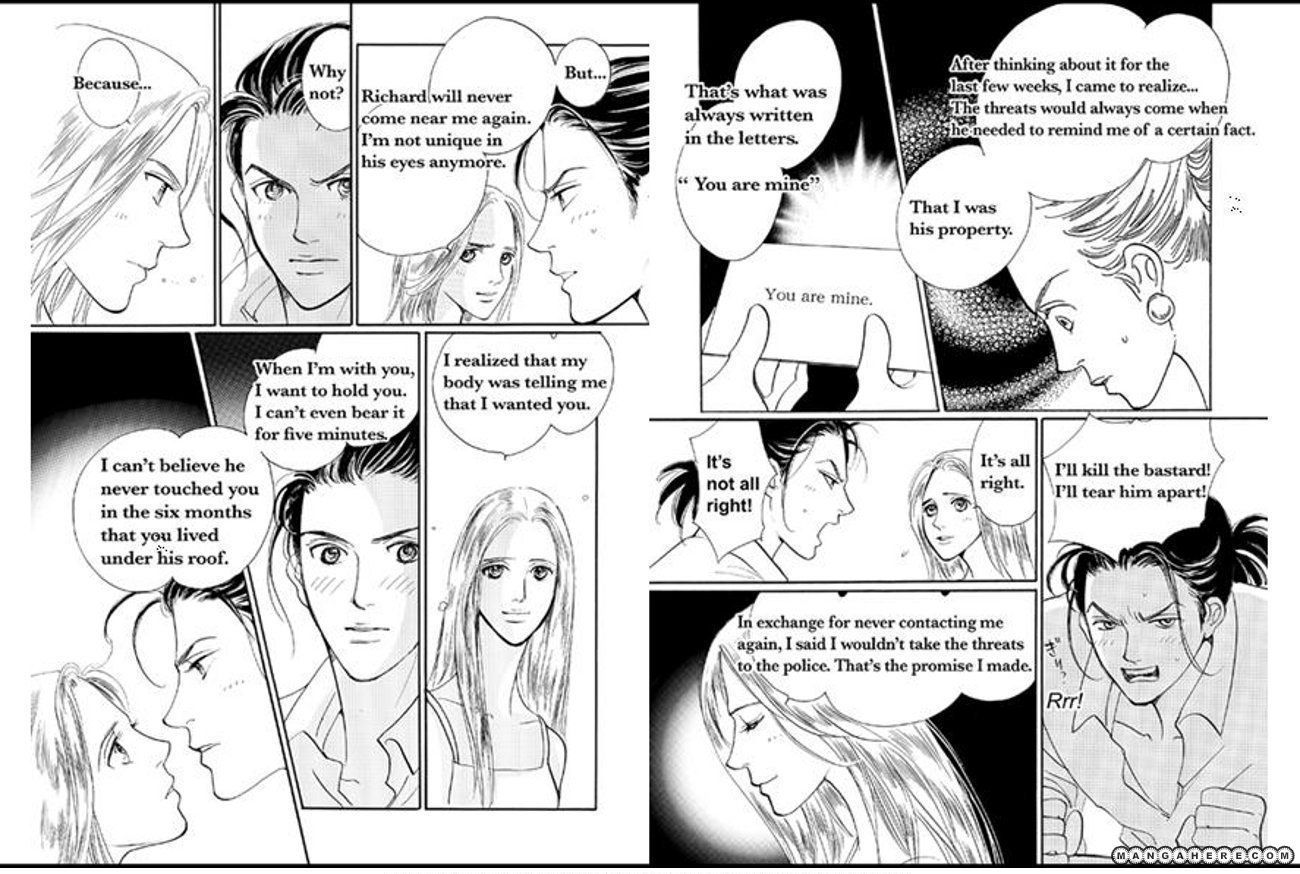 After thinking about it for the
last few weeks, I came to realize...
The threats would always come when
he needed to remind me of a certain fact.
That I was
his property.
That's what was
always written
in the letters.
“ You are mine”
You are mine.
I'll kill the bastard!
I'll tear him apart!
ぎりっ
Rrr!
It's all
right.
It's
not all
right!
In exchange for never contacting me
again, I said I wouldn't take the threats
to the police. That's the promise I made.
But...
Richard will never
come near me again.
I'm not unique in
his eyes anymore.
Why
not?
Because...
I realized that my
body was telling me
that I wanted you.
When I'm with you,
I want to hold you.
I can't even bear it
for five minutes.
I can't believe he
never touched you
in the six months
that you lived
under his roof.
MANGAHERE.COM